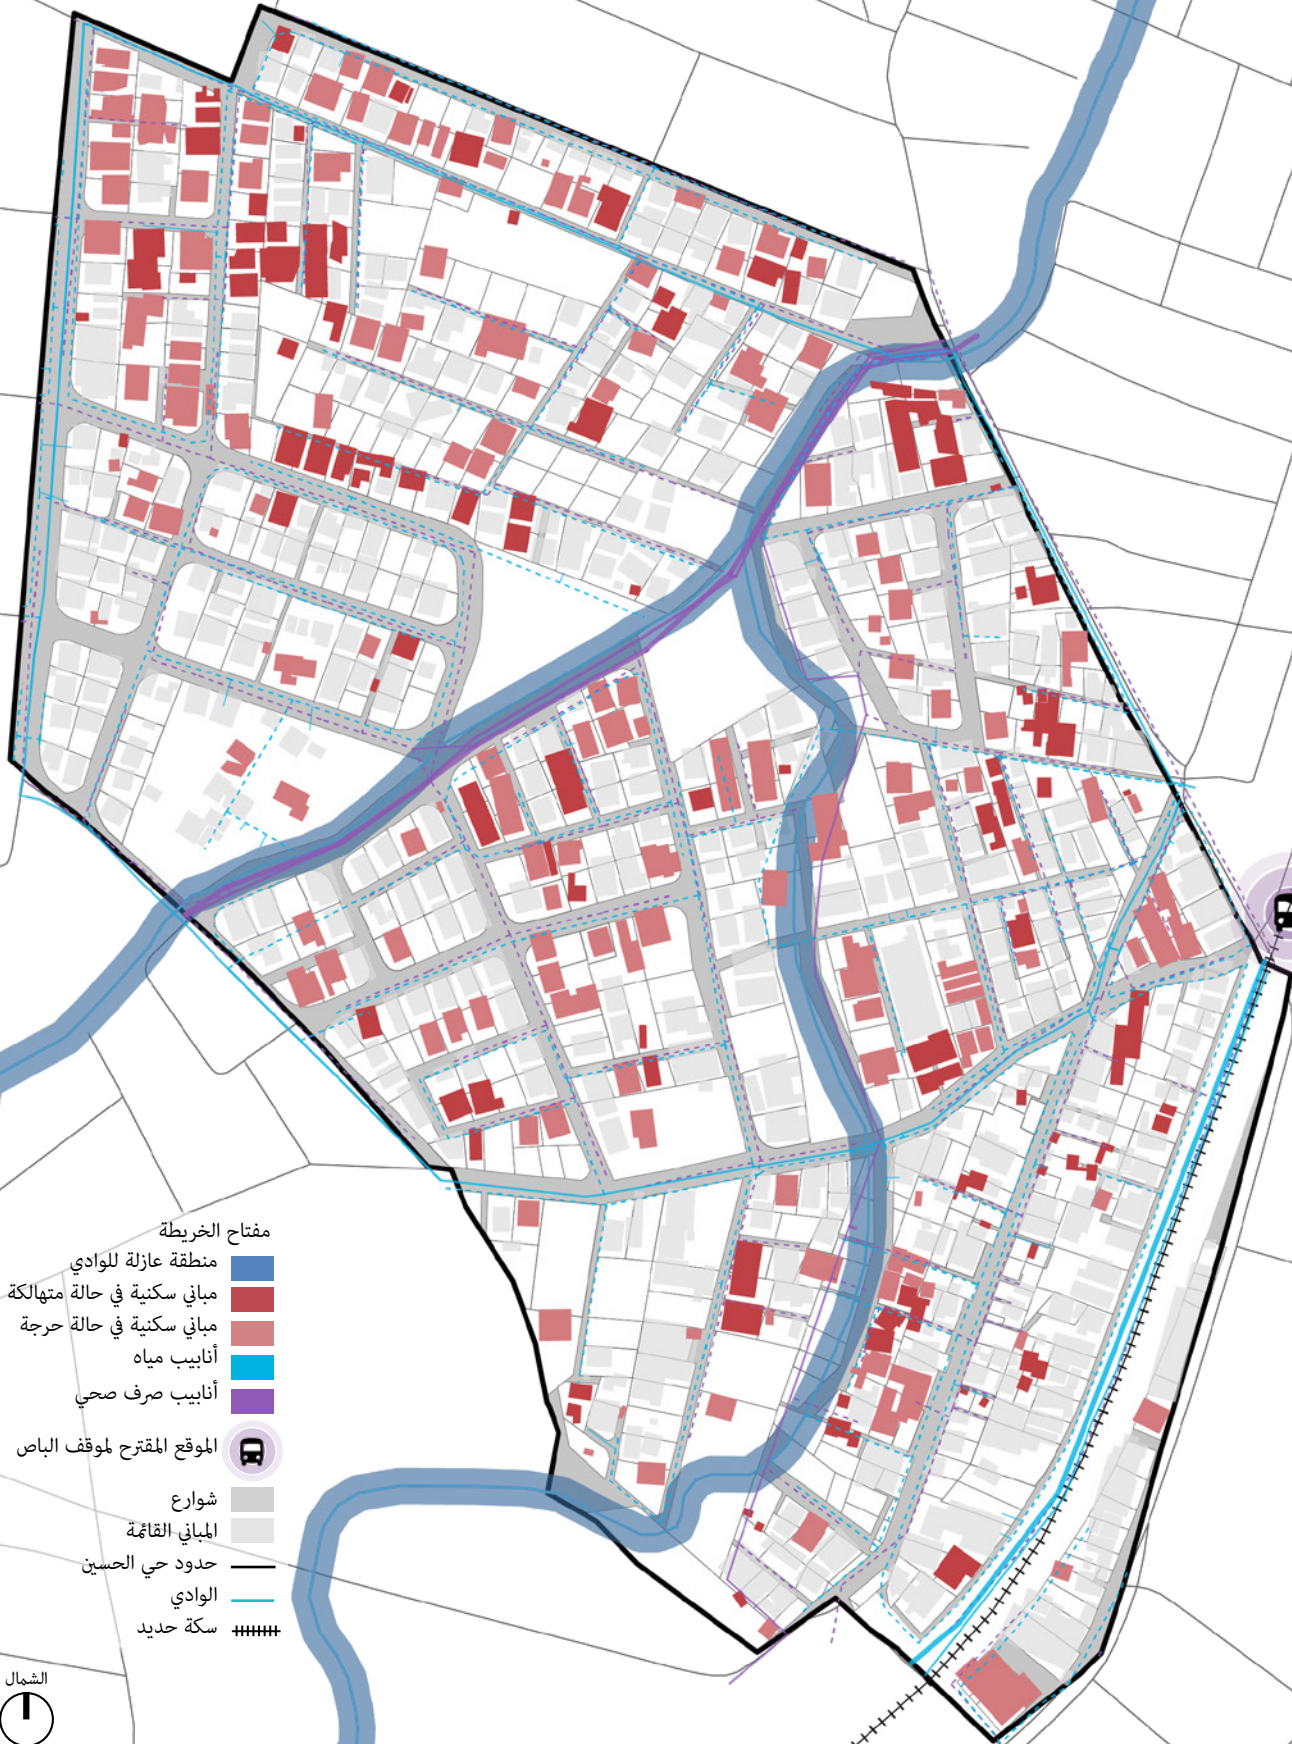 مفتاح الخريطة
منطقة عازلة للوادي
مباني سكنية في حالة متهالكة
مباني سكنية في حالة حرجة
أنابيب مياه
أنابيب صرف صحي
الموقع المقترح لموقف الباص
شوارع
المباني القائمة
حدود حي الحسين
الوادي
سكة حديد
الشمال